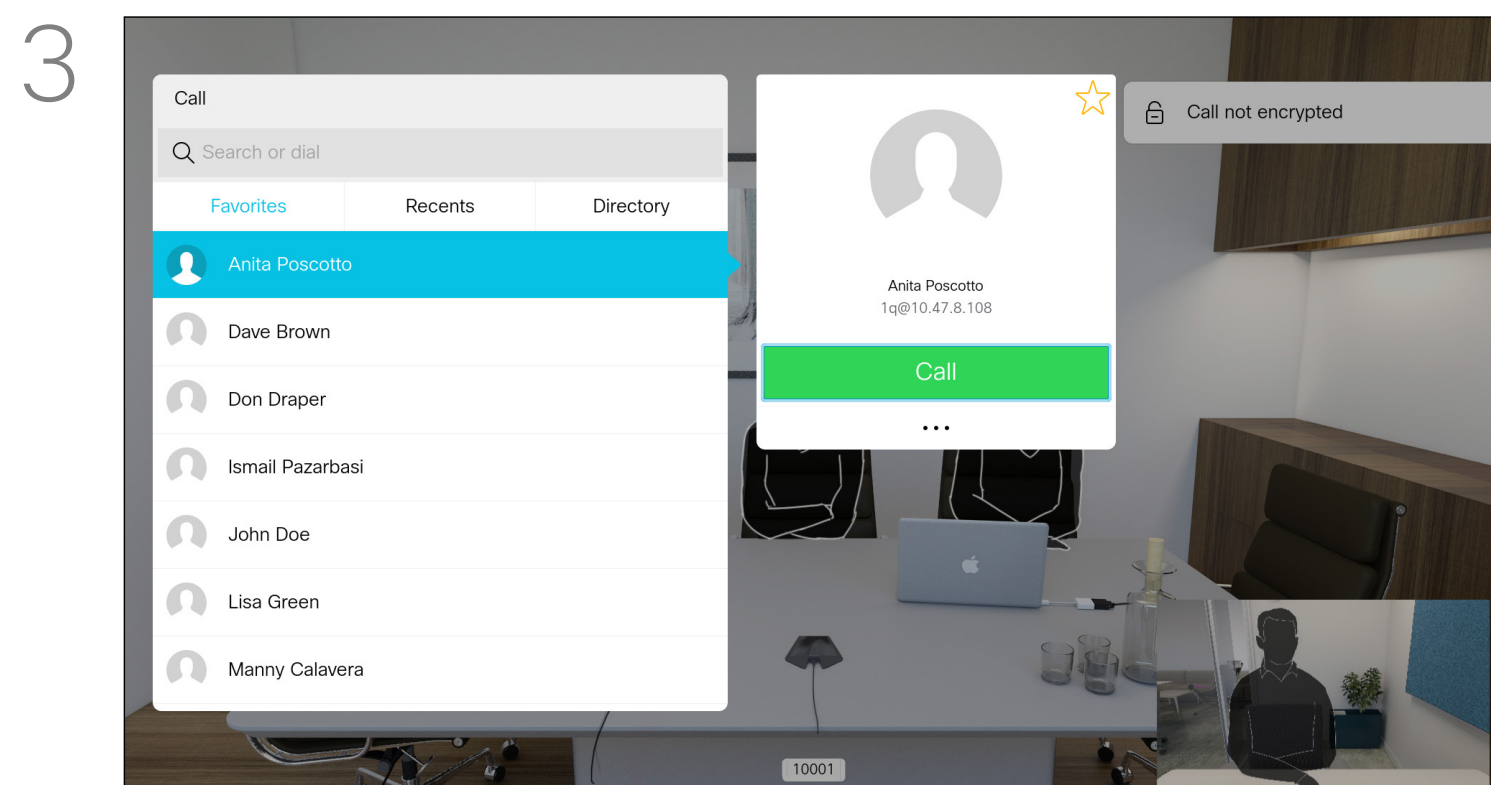 3
Call
Search or dial
Favorites Recents Directory
Anita Poscotto
Dave Brown
Don Draper
Ismail Pazarbasi
John Doe
Lisa Green
Manny Calavera
Anita Poscotto
1q@10.47.8.108
Call
...
Call not encrypted
10001